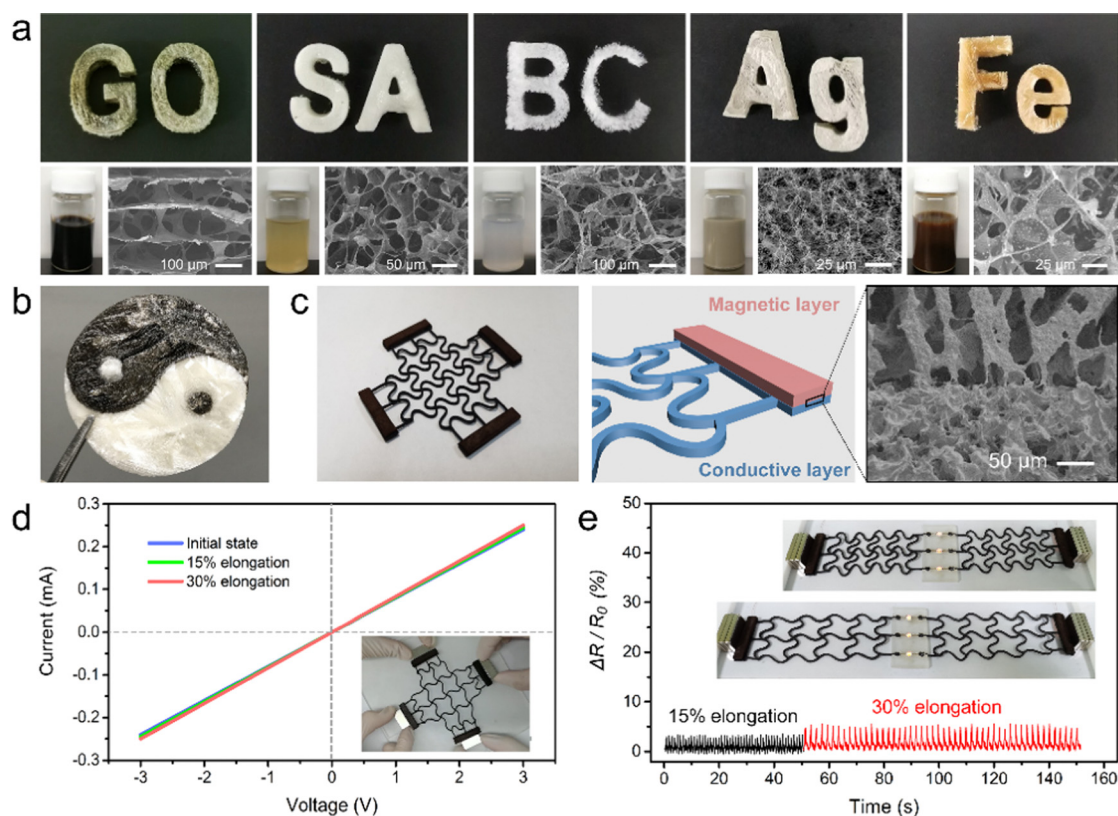 a
GO
SA
BC
Ag
Fe
100 μm
50 μm
100 μm
25 μm
25 μm
b
c
Magnetic layer
Conductive layer
50 μm
d
0.3
0.2
0.1
0.0
-0.1
-0.2
-0.3
Current (mA)
Initial state
15% elongation
30% elongation
-3
-2
-1
0
1
2
3
Voltage (V)
e
50
40
30
20
10
0
ΔR / R0 (%)
15% elongation
30% elongation
0
20
40
60
80
100
120
140
160
Time (s)